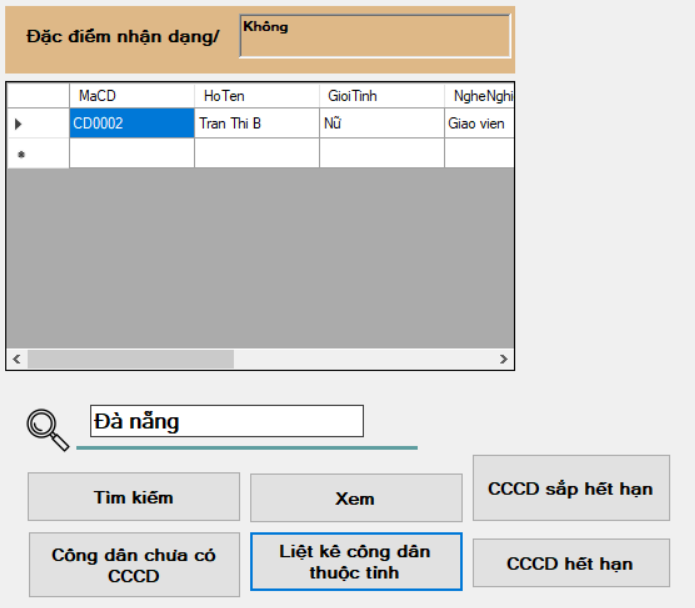 Đặc điểm nhận dạng/
Không
MaCD HoTen GioiTinh NgheNghi
CD0002 Tran Thi B Nữ Giao vien
Đà nẵng
Tìm kiếm
Xem
CCCD sắp hết hạn
Công dân chưa có
CCCD
Liệt kê công dân
thuộc tỉnh
CCCD hết hạn